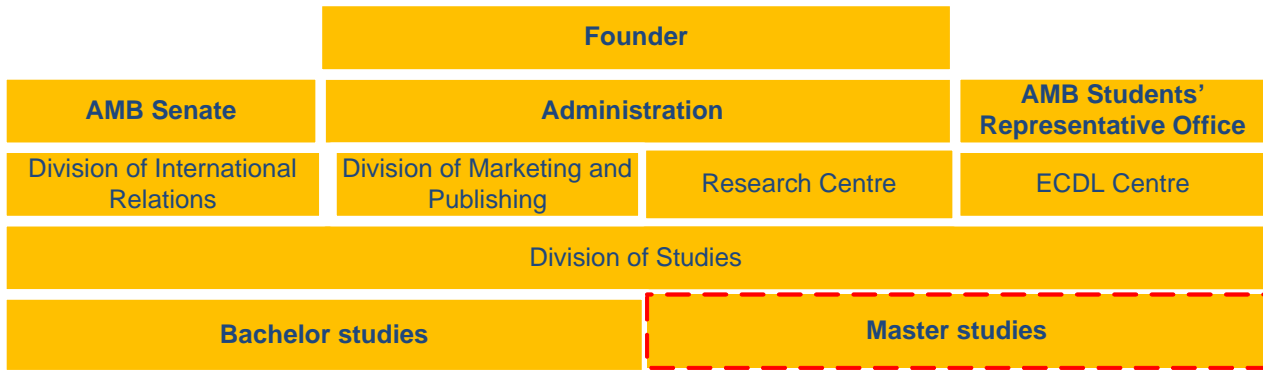 Founder
AMB Senate
Administration
AMB Students’
Representative Office
Division of International
Relations
Division of Marketing and
Publishing
Research Centre
ECDL Centre
Division of Studies
Bachelor studies
Master studies